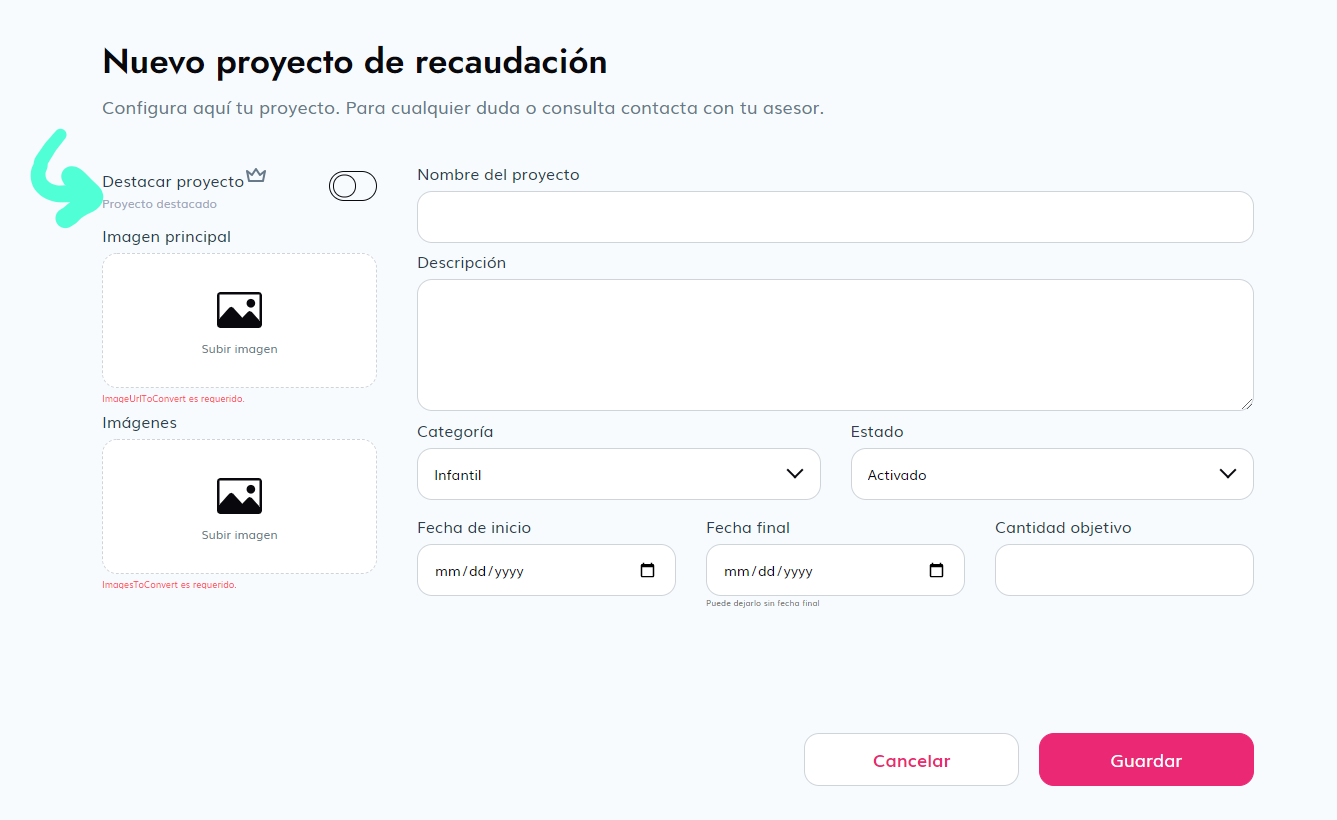 Nuevo proyecto de recaudación
Configura aquí tu proyecto. Para cualquier duda o consulta contacta con tu asesor.
Destacar proyecto
Proyecto destacado
Imagen principal
Subir imagen
ImageUrlToConvert es requerido.
Imágenes
Subir imagen
ImagesToConvert es requerido.
Nombre del proyecto
Descripción
Categoría
Infantil
Estado
Activado
Fecha de inicio
mm/dd/yyyy
Fecha final
mm/dd/yyyy
Puede dejarlo sin fecha final
Cantidad objetivo
Cancelar
Guardar